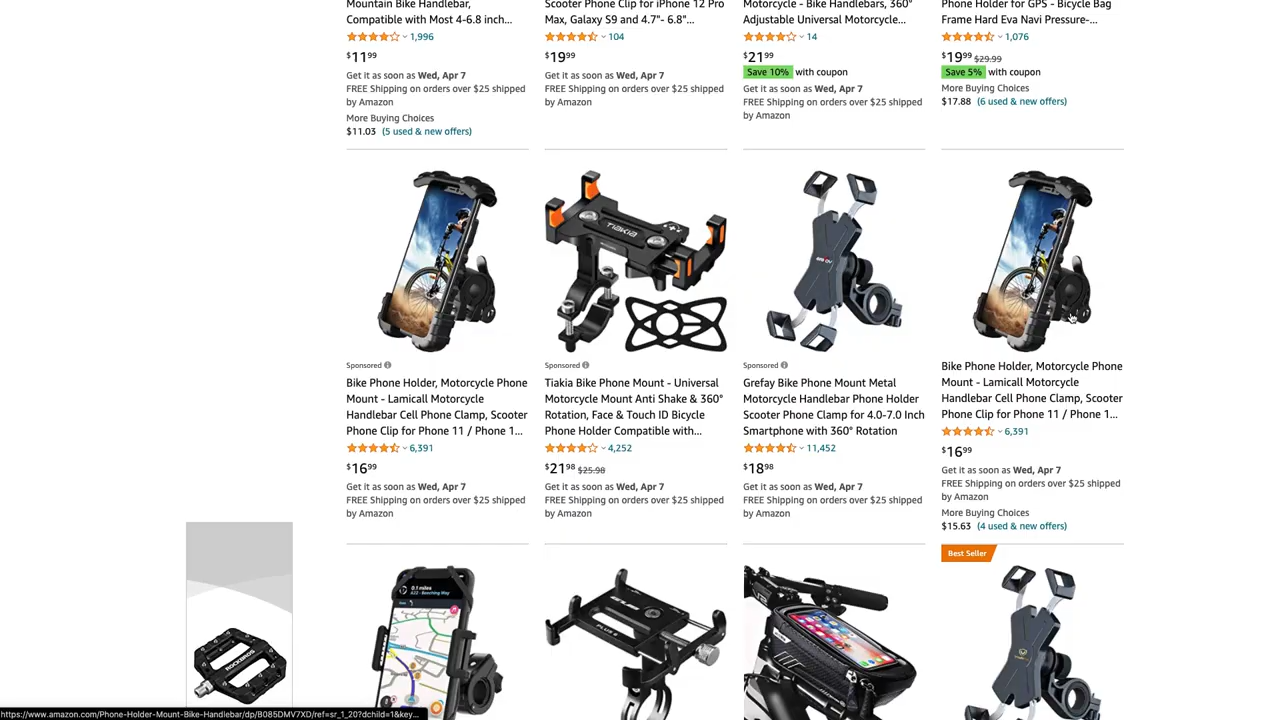 Mountain Bike Handlebar,
Compatible with Most 4-6.8 inch...
1,996
$11.99
Get it as soon as Wed, Apr 7
FREE Shipping on orders over $25 shipped
by Amazon
More Buying Choices
$11.03 (5 used & new offers)
Scooter Phone Clip for iPhone 12 Pro
Max, Galaxy S9 and 4.7"- 6.8"...
104
$19.99
Get it as soon as Wed, Apr 7
FREE Shipping on orders over $25 shipped
by Amazon
Motorcycle - Bike Handlebars, 360°
Adjustable Universal Motorcycle...
14
$21.99
Save 10% with coupon
Get it as soon as Wed, Apr 7
FREE Shipping on orders over $25 shipped
by Amazon
Phone Holder for GPS - Bicycle Bag
Frame Hard Eva Navi Pressure-...
1,076
$19.99 $29.99
Save 5% with coupon
More Buying Choices
$17.88 (6 used & new offers)
Sponsored
Bike Phone Holder, Motorcycle Phone
Mount - Lamicall Motorcycle
Handlebar Cell Phone Clamp, Scooter
Phone Clip for Phone 11 / Phone 1...
6,391
$16.99
Get it as soon as Wed, Apr 7
FREE Shipping on orders over $25 shipped
by Amazon
TIAKIA
Sponsored
Tiakia Bike Phone Mount - Universal
Motorcycle Mount Anti Shake & 360°
Rotation, Face & Touch ID Bicycle
Phone Holder Compatible with...
4,252
$21.98 $25.98
Get it as soon as Wed, Apr 7
FREE Shipping on orders over $25 shipped
by Amazon
Sponsored
Grefay Bike Phone Mount Metal
Motorcycle Handlebar Phone Holder
Scooter Phone Clamp for 4.0-7.0 Inch
Smartphone with 360° Rotation
11,452
$18.98
Get it as soon as Wed, Apr 7
FREE Shipping on orders over $25 shipped
by Amazon
Bike Phone Holder, Motorcycle Phone
Mount - Lamicall Motorcycle
Handlebar Cell Phone Clamp, Scooter
Phone Clip for Phone 11 / Phone 1...
6,391
$16.99
Get it as soon as Wed, Apr 7
FREE Shipping on orders over $25 shipped
by Amazon
More Buying Choices
$15.63 (4 used & new offers)
ROCKBROS
0.1 miles
PLUS
Best Seller
https://www.amazon.com/Phone-Holder-Mount-Bike-Handlebar/dp/B085DMV7XD/ref=sr_1_20?dchild=1&key...